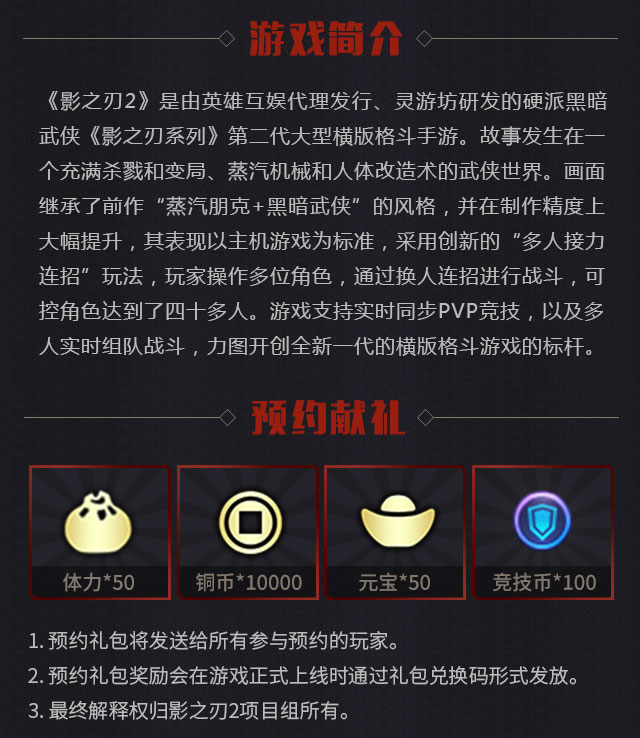 游戏简介
《影之刃2》是由英雄互娱代理发行、灵游坊研发的硬派黑暗
武侠《影之刃系列》第二代大型横版格斗手游。故事发生在一
个充满杀戮和变局、蒸汽机械和人体改造术的武侠世界。画面
继承了前作“蒸汽朋克+黑暗武侠”的风格，并在制作精度上
大幅提升，其表现以主机游戏为标准，采用创新的“多人接力
连招”玩法，玩家操作多位角色，通过换人连招进行战斗，可
控角色达到了四十多人。游戏支持实时同步PVP竞技，以及多
人实时组队战斗，力图开创全新一代的横版格斗游戏的标杆。
预约献礼
体力*50 铜币*10000 元宝*50 竞技币*100
1. 预约礼包将发送给所有参与预约的玩家。
2. 预约礼包奖励会在游戏正式上线时通过礼包兑换码形式发放。
3. 最终解释权归影之刃2项目组所有。